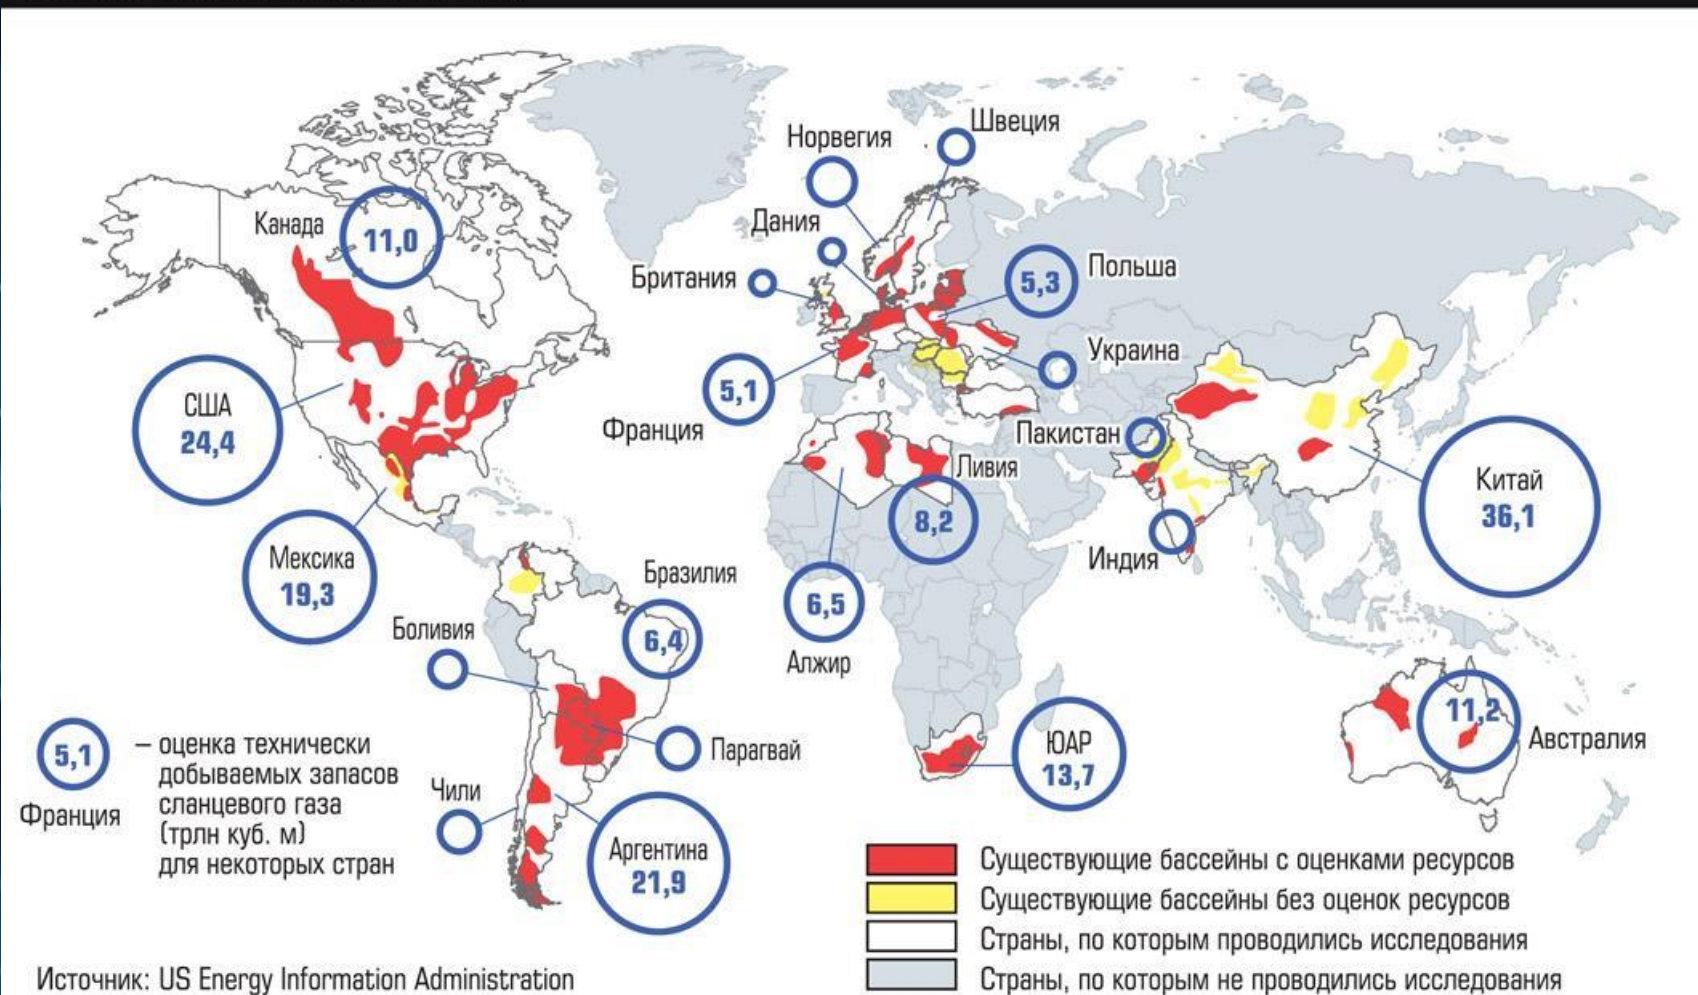 Швеция
Норвегия
Канада
11,0
Дания
Британия
5,3
Польша
Украина
США
24,4
5,1
Франция
Пакистан
Ливия
8,2
Китай
36,1
Индия
Мексика
19,3
Бразилия
6,4
6,5
Алжир
Боливия
11,2
Австралия
ЮАР
13,7
Парагвай
Чили
Аргентина
21,9
5,1
Франция
– оценка технически
добываемых запасов
сланцевого газа
(трлн куб. м)
для некоторых стран
Существующие бассейны с оценками ресурсов
Существующие бассейны без оценок ресурсов
Страны, по которым проводились исследования
Страны, по которым не проводились исследования
Источник: US Energy Information Administration